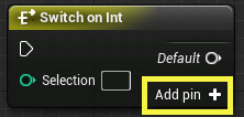 Switch on Int
Default
Selection
Add pin +